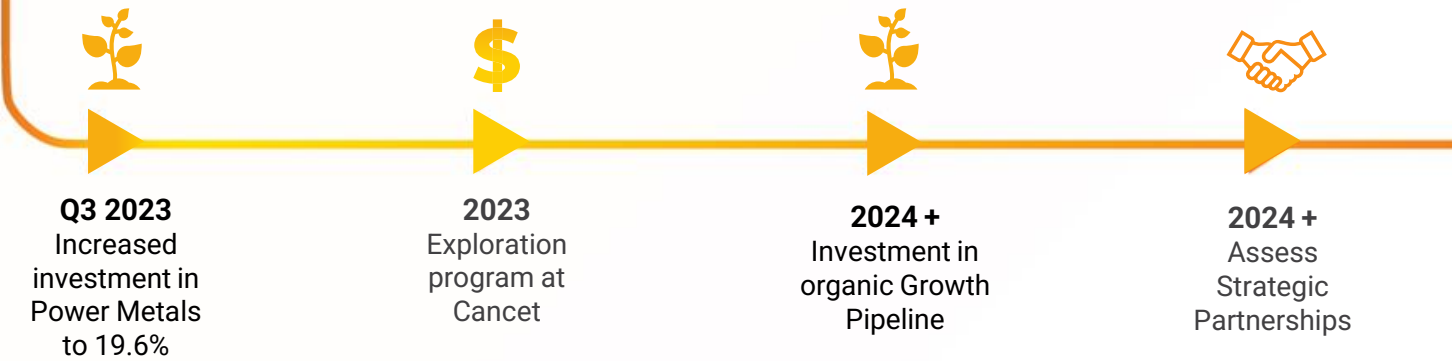 $
Q3 2023
Increased
investment in
Power Metals
to 19.6%
2023
Exploration
program at
Cancet
2024 +
Investment in
organic Growth
Pipeline
2024 +
Assess
Strategic
Partnerships